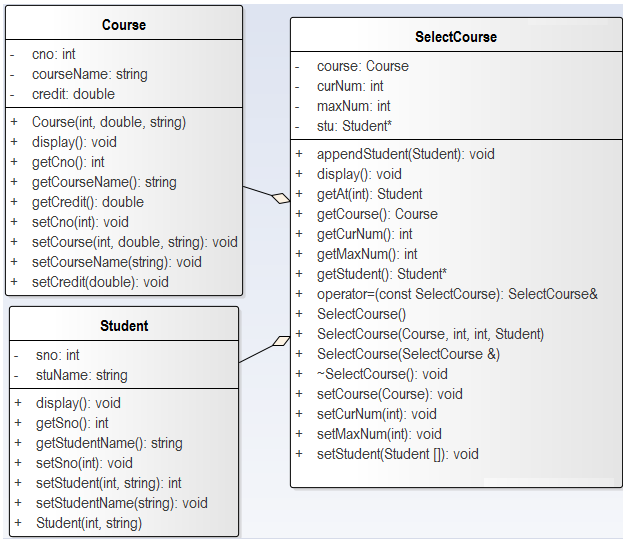 Course
- cno: int
- courseName: string
- credit: double
+ Course(int, double, string)
+ display(): void
+ getCno(): int
+ getCourseName(): string
+ getCredit(): double
+ setCno(int): void
+ setCourse(int, double, string): void
+ setCourseName(string): void
+ setCredit(double): void
Student
- sno: int
- stuName: string
+ display(): void
+ getSno(): int
+ getStudentName(): string
+ setSno(int): void
+ setStudent(int, string): int
+ setStudentName(string): void
+ Student(int, string)
SelectCourse
- course: Course
- curNum: int
- maxNum: int
- stu: Student*
+ appendStudent(Student): void
+ display(): void
+ getAt(int): Student
+ getCourse(): Course
+ getCurNum(): int
+ getMaxNum(): int
+ getStudent(): Student*
+ operator=(const SelectCourse): SelectCourse&
+ SelectCourse()
+ SelectCourse(Course, int, int, Student)
+ SelectCourse(SelectCourse &)
+ ~SelectCourse(): void
+ setCourse(Course): void
+ setCurNum(int): void
+ setMaxNum(int): void
+ setStudent(Student []): void